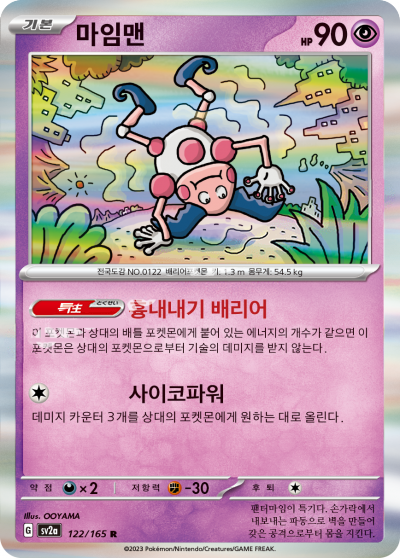 기본 마임맨 HP 90
전국도감 NO.0122 배리어포켓몬 키: 1.3 m 몸무게: 54.5 kg
흉내내기 배리어
이 포켓몬과 상대의 배틀 포켓몬에게 붙어 있는 에너지의 개수가 같으면 이
포켓몬은 상대의 포켓몬으로부터 기술의 데미지를 받지 않는다.
사이코파워
데미지 카운터 3개를 상대의 포켓몬에게 원하는 대로 올린다.
약점 ×2 저항력 -30 후퇴
Illus. OOYAMA
G sv2a 122/165 R
팬터마임이 특기다. 손가락에서
내보내는 파동으로 벽을 만들어
갖은 공격으로부터 몸을 지킨다.
©2023 Pokémon/Nintendo/Creatures/GAME FREAK.